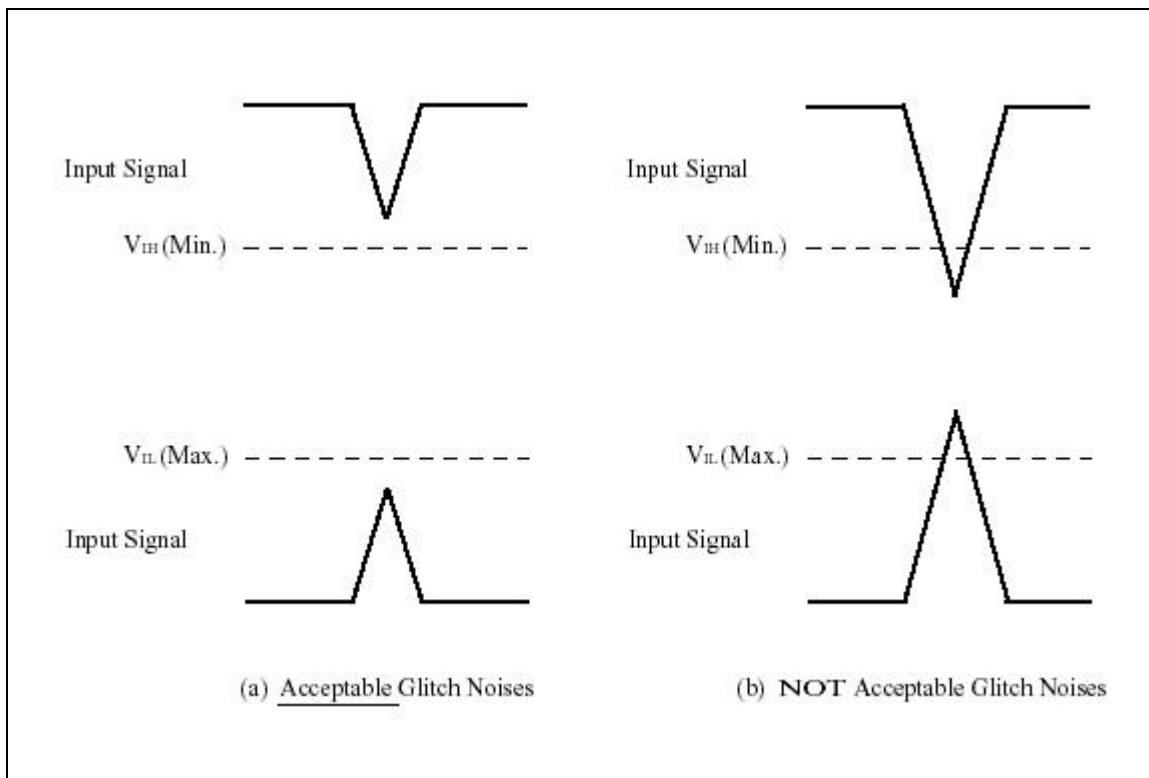 Input Signal
VIH (Min.)
VIL (Max.)
Input Signal
(a) Acceptable Glitch Noises
Input Signal
VIH (Min.)
VIL (Max.)
Input Signal
(b) NOT Acceptable Glitch Noises